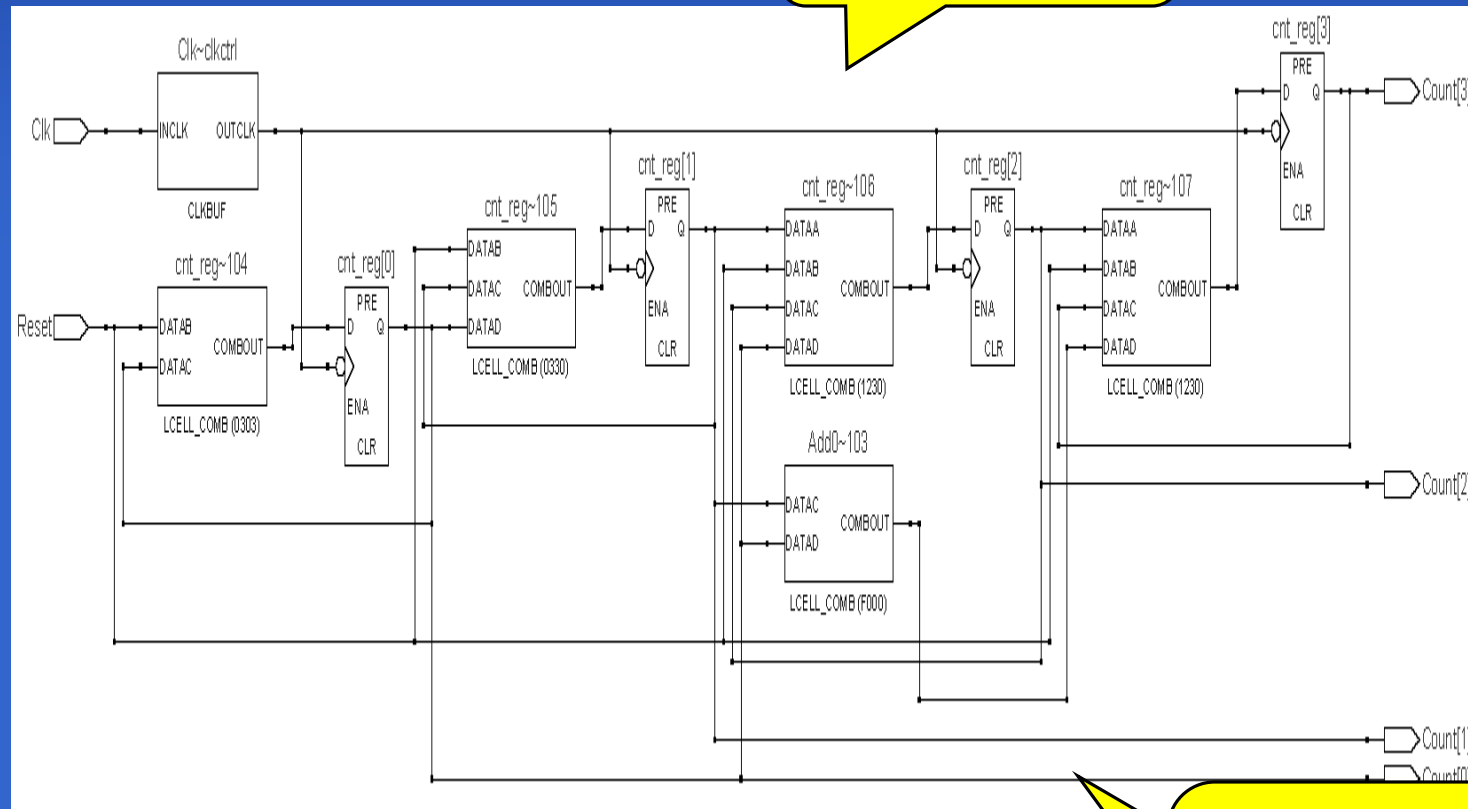 Clk~clkctrl
Clk
INCLK OUTCLK
CLKBUF
cnt_reg~104
Reset
DATAB
DATAC
COMBOUT
LCELL_COMB (0303)
cnt_reg[0]
PRE
D Q
ENA
CLR
cnt_reg~105
DATAB
DATAC COMBOUT
DATAD
LCELL_COMB (0330)
cnt_reg[1]
PRE
D Q
ENA
CLR
cnt_reg~106
DATAA
DATAB
COMBOUT
DATAC
DATAD
LCELL_COMB (1230)
Add0~103
DATAC
COMBOUT
DATAD
LCELL_COMB (F000)
cnt_reg[2]
PRE
D Q
ENA
CLR
cnt_reg~107
DATAA
DATAB
COMBOUT
DATAC
DATAD
LCELL_COMB (1230)
cnt_reg[3]
PRE
D Q
ENA
CLR
Count[3]
Count[2]
Count[1]
Count[0]